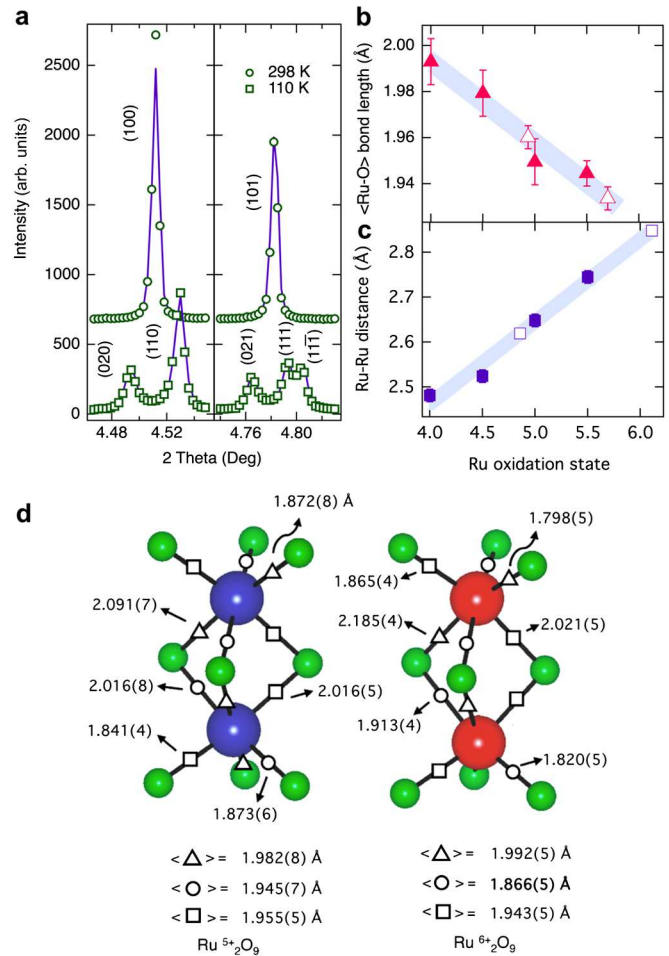 a
2500
2000
1500
1000
500
0
Intensity (arb. units)
298 K
110 K
(100)
(101)
(020)
(110)
(021)
(111)
(11̅1̅)
4.48
4.52
4.76
4.80
2 Theta (Deg)
b
2.00
1.98
1.96
1.94
<Ru-O> bond length (Å)
c
2.8
2.7
2.6
2.5
Ru-Ru distance (Å)
4.0
4.5
5.0
5.5
6.0
Ru oxidation state
d
1.872(8) Å
2.091(7)
2.016(8)
2.016(5)
1.841(4)
1.873(6)
<△>= 1.982(8) Å
<○>= 1.945(7) Å
<□>= 1.955(5) Å
Ru ⁵⁺₂O₉
1.798(5)
1.865(4)
2.185(4)
2.021(5)
1.913(4)
1.820(5)
<△>= 1.992(5) Å
<○>= 1.866(5) Å
<□>= 1.943(5) Å
Ru ⁶⁺₂O₉